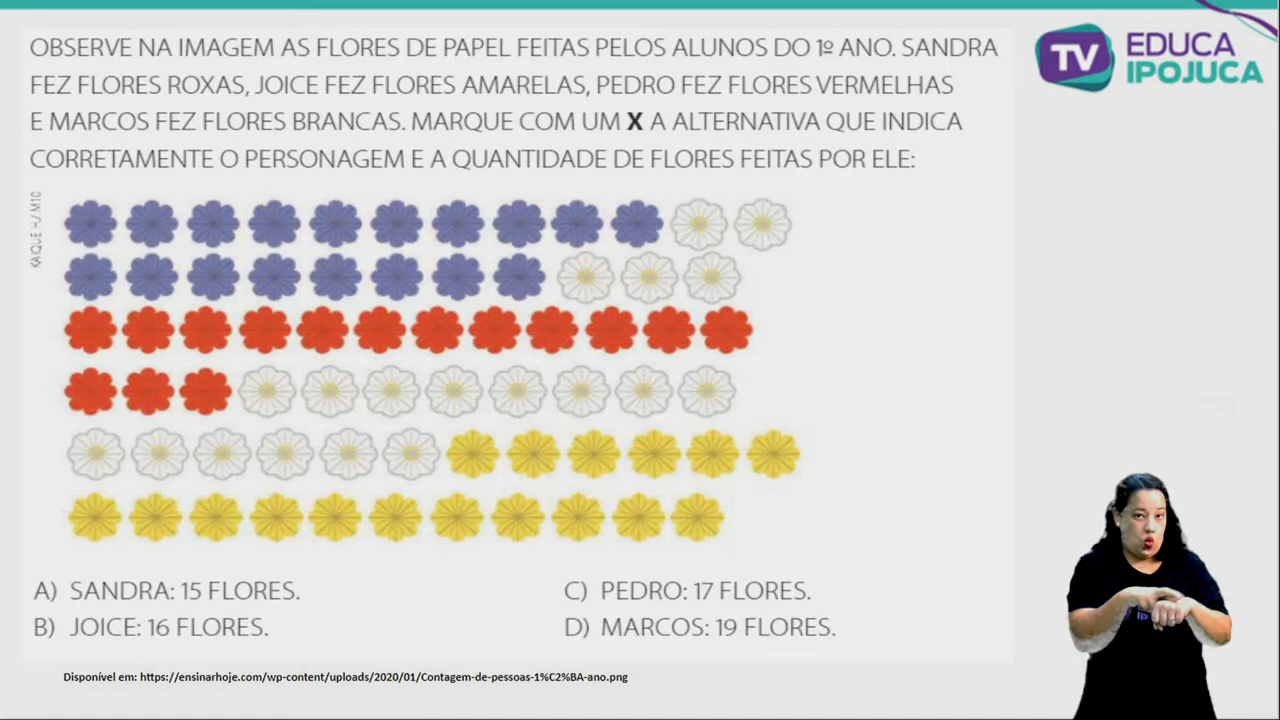 OBSERVE NA IMAGEM AS FLORES DE PAPEL FEITAS PELOS ALUNOS DO 1º ANO. SANDRA
FEZ FLORES ROXAS, JOICE FEZ FLORES AMARELAS, PEDRO FEZ FLORES VERMELHAS
E MARCOS FEZ FLORES BRANCAS. MARQUE COM UM X A ALTERNATIVA QUE INDICA
CORRETAMENTE O PERSONAGEM E A QUANTIDADE DE FLORES FEITAS POR ELE:
TV EDUCA
IPOJUCA
KAIQUE H./ M10
A) SANDRA: 15 FLORES.
B) JOICE: 16 FLORES.
C) PEDRO: 17 FLORES.
D) MARCOS: 19 FLORES.
Disponível em: https://ensinarhoje.com/wp-content/uploads/2020/01/Contagem-de-pessoas-1%C2%BA-ano.png